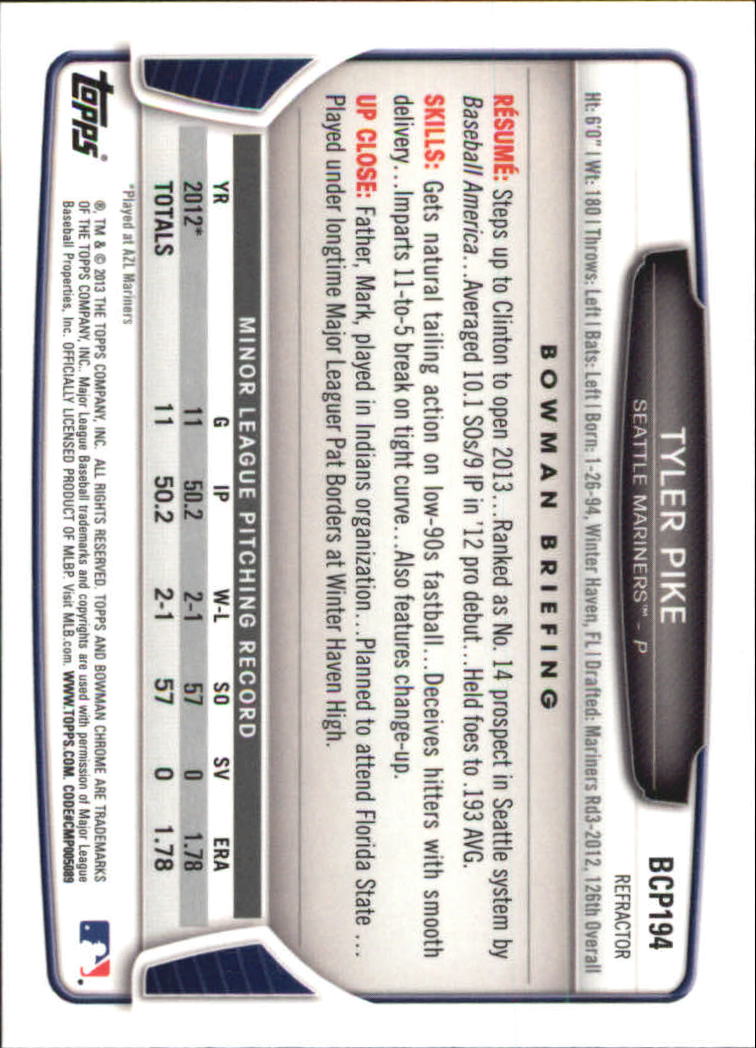 BCP194
REFRACTOR
TYLER PIKE
SEATTLE MARINERS™ - P
Ht: 6'0" | Wt: 180 | Throws: Left | Bats: Left | Born: 1-26-94, Winter Haven, FL | Drafted: Mariners Rd3-2012, 126th Overall
BOWMAN BRIEFING
RÉSUMÉ: Steps up to Clinton to open 2013...Ranked as No. 14 prospect in Seattle system by
Baseball America...Averaged 10.1 SOs/9 IP in '12 pro debut...Held foes to .193 AVG.
SKILLS: Gets natural tailing action on low-90s fastball...Deceives hitters with smooth
delivery...Imparts 11-to-5 break on tight curve...Also features change-up.
UP CLOSE: Father, Mark, played in Indians organization...Planned to attend Florida State ...
Played under longtime Major Leaguer Pat Borders at Winter Haven High.
MINOR LEAGUE PITCHING RECORD
YR G IP W-L SO SV ERA
2012* 11 50.2 2-1 57 0 1.78
TOTALS 11 50.2 2-1 57 0 1.78
*Played at AZL Mariners
topps®
®, TM & © 2013 THE TOPPS COMPANY, INC. ALL RIGHTS RESERVED. TOPPS AND BOWMAN CHROME ARE TRADEMARKS
OF THE TOPPS COMPANY, INC. Major League Baseball trademarks and copyrights are used with permission of Major League
Baseball Properties, Inc. OFFICIALLY LICENSED PRODUCT OF MLBP. Visit MLB.com. WWW.TOPPS.COM. CODE#CMP005089